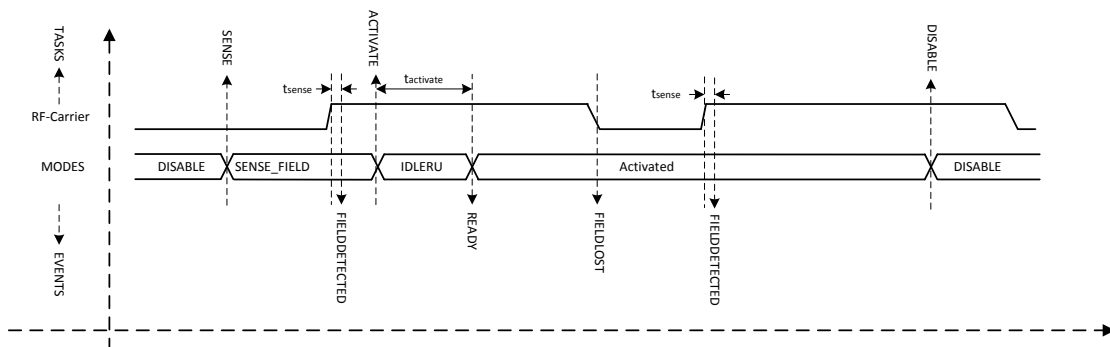 TASKS
SENSE
ACTIVATE
DISABLE
tsense
tactivate
tsense
RF-Carrier
MODES
DISABLE
SENSE_FIELD
IDLERU
Activated
DISABLE
EVENTS
FIELDDETECTED
READY
FIELDLOST
FIELDDETECTED